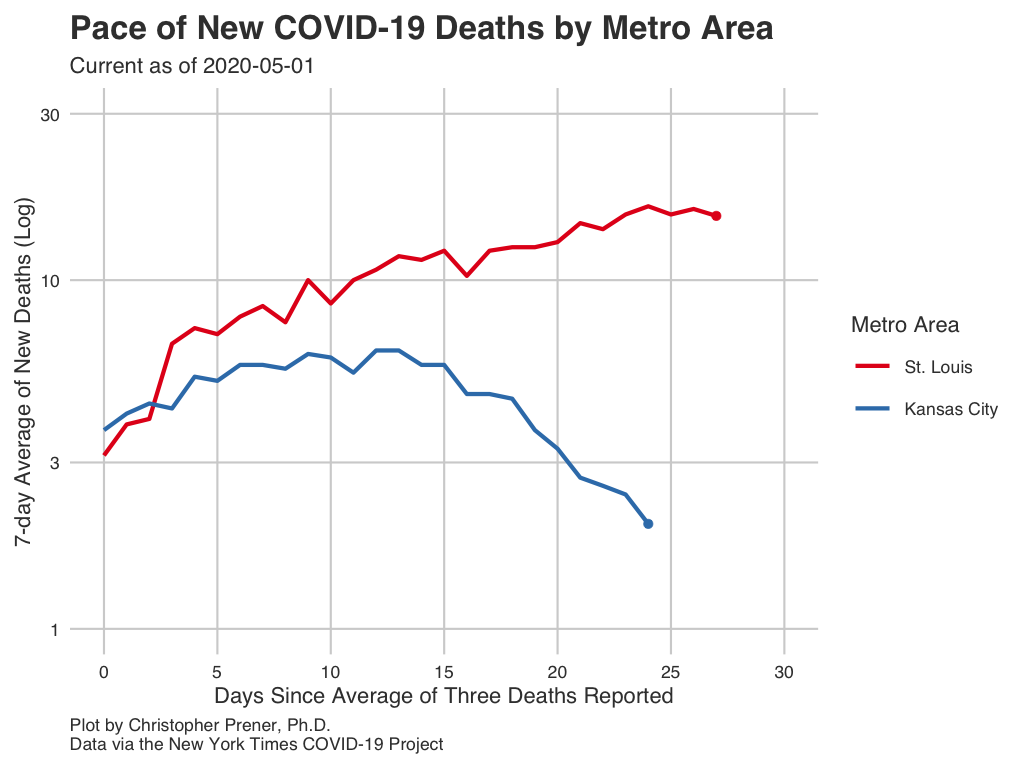 Pace of New COVID-19 Deaths by Metro Area
Current as of 2020-05-01
30
10
3
1
7-day Average of New Deaths (Log)
0 5 10 15 20 25 30
Days Since Average of Three Deaths Reported
Metro Area
St. Louis
Kansas City
Plot by Christopher Prener, Ph.D.
Data via the New York Times COVID-19 Project